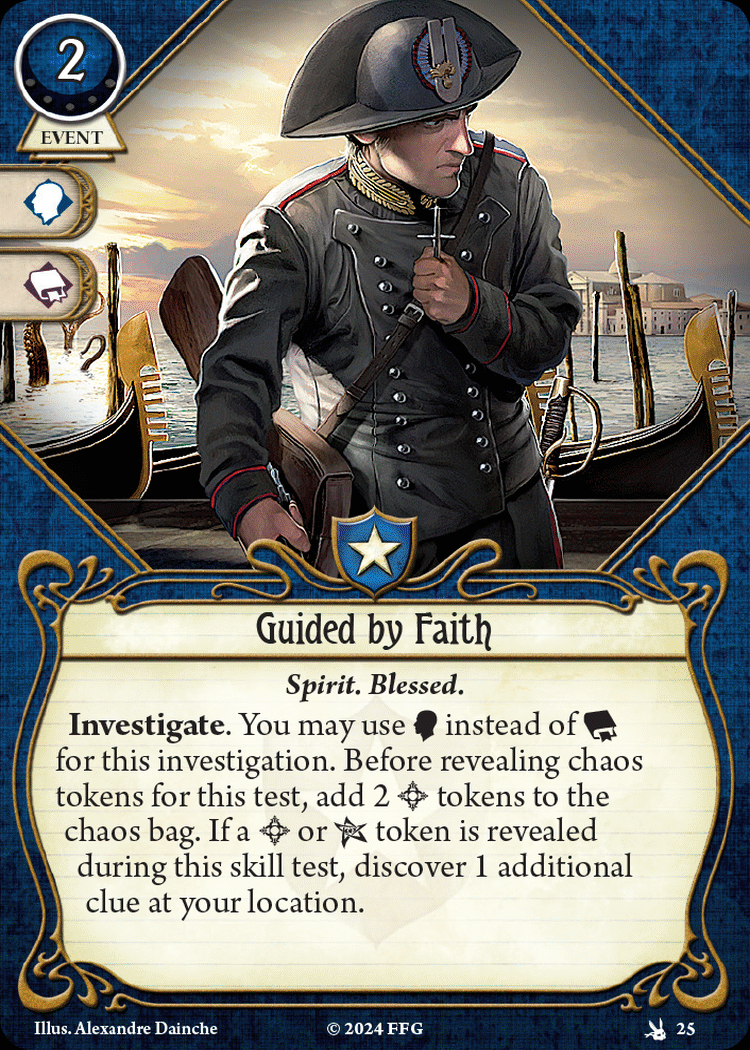 2
EVENT
Guided by Faith
Spirit. Blessed.
Investigate. You may use instead of
for this investigation. Before revealing chaos
tokens for this test, add 2 tokens to the
chaos bag. If a or token is revealed
during this skill test, discover 1 additional
clue at your location.
Illus. Alexandre Dainche
© 2024 FFG
25